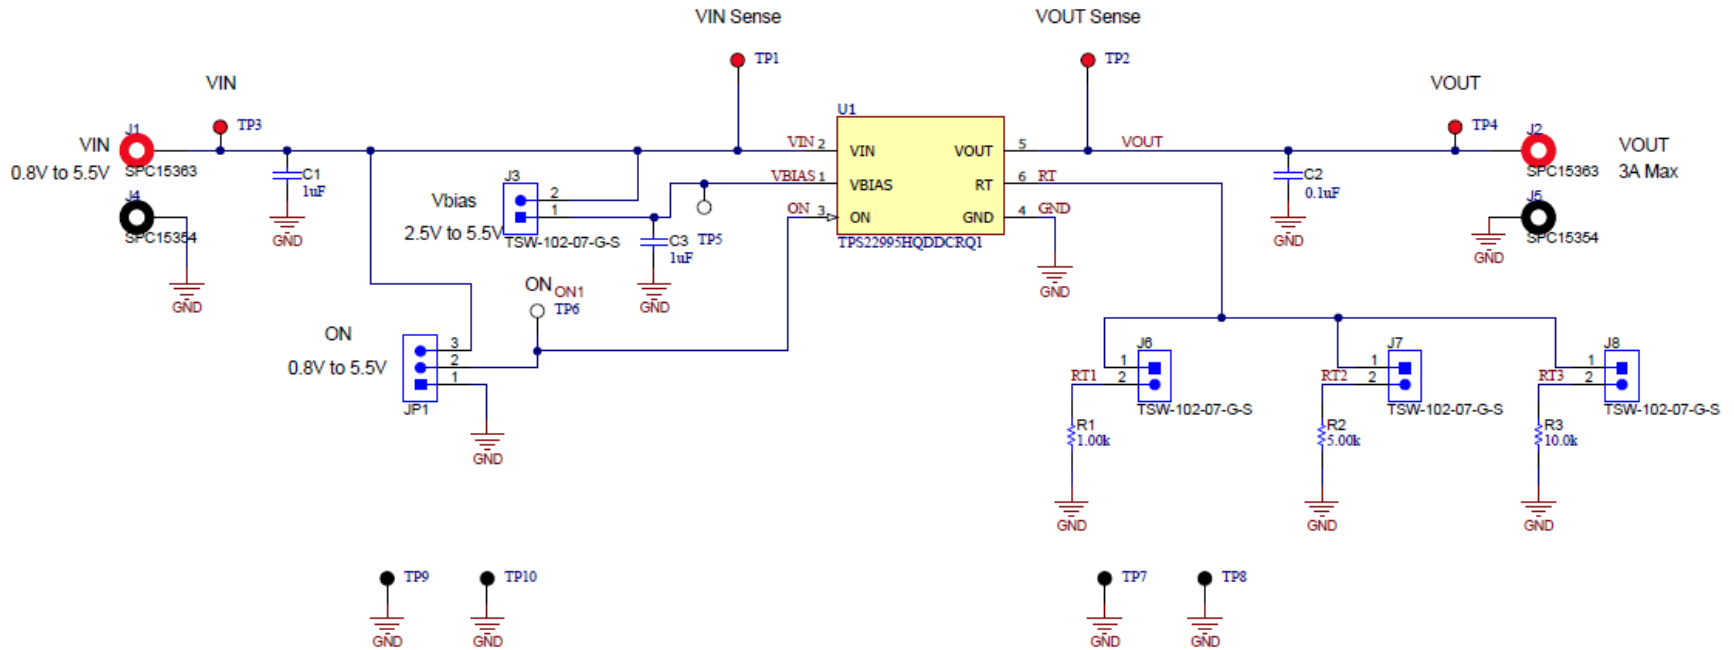 VIN Sense
VOUT Sense
TP1
TP2
VIN
VOUT
U1
J1
TP3
TP4
J2
VIN
0.8V to 5.5V
SPC15363
C1
1uF
GND
J4
SPC15354
GND
VIN 2
VIN
VOUT
5
VOUT
VBIAS 1
VBIAS
RT
6
RT
ON 3
ON
GND
4
GND
TPS22995HQDDCRQ1
GND
C2
0.1uF
GND
SPC15363
VOUT
3A Max
J5
SPC15354
GND
J3
Vbias
2.5V to 5.5V
2
1
TSW-102-07-G-S
C3
1uF
GND
TP5
ON
ON1
TP6
ON
0.8V to 5.5V
3
2
1
JP1
GND
J6
1
RT1
2
TSW-102-07-G-S
R1
1.00k
GND
J7
1
RT2
2
TSW-102-07-G-S
R2
5.00k
GND
J8
1
RT3
2
TSW-102-07-G-S
R3
10.0k
GND
TP9
GND
TP10
GND
TP7
GND
TP8
GND